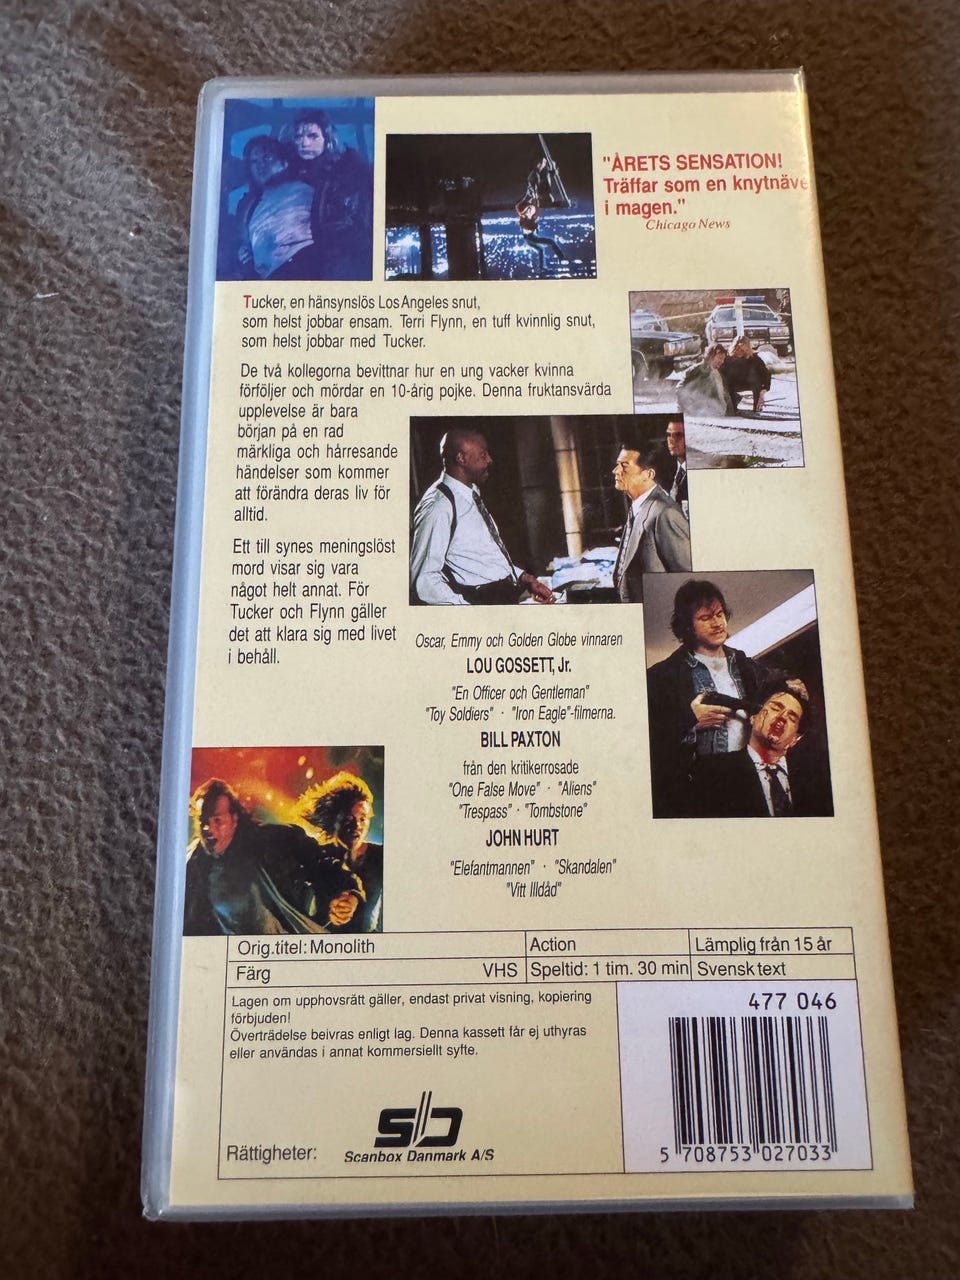 "ÅRETS SENSATION!
Träffar som en knytnäve
i magen."
Chicago News
Tucker, en hänsynslös Los Angeles snut,
som helst jobbar ensam. Terri Flynn, en tuff kvinnlig snut,
som helst jobbar med Tucker.
De två kollegorna bevittnar hur en ung vacker kvinna
förföljer och mördar en 10-årig pojke. Denna fruktansvärda
upplevelse är bara
början på en rad
märkliga och hårresande
händelser som kommer
att förändra deras liv för
alltid.
Ett till synes meningslöst
mord visar sig vara
något helt annat. För
Tucker och Flynn gäller
det att klara sig med livet
i behåll.
Oscar, Emmy och Golden Globe vinnaren
LOU GOSSETT, Jr.
"En Officer och Gentleman"
"Toy Soldiers" · "Iron Eagle"-filmerna.
BILL PAXTON
från den kritikerrosade
"One False Move" · "Aliens"
"Trespass" · "Tombstone"
JOHN HURT
"Elefantmannen" · "Skandalen"
"Vitt Illdåd"
Orig.titel: Monolith Action Lämplig från 15 år
Färg VHS Speltid: 1 tim. 30 min Svensk text
Lagen om upphovsrätt gäller, endast privat visning, kopiering
förbjuden!
Överträdelse beivras enligt lag. Denna kassett får ej uthyras
eller användas i annat kommersiellt syfte.
477 046
Rättigheter:
SD
Scanbox Danmark A/S
5 708753 027033